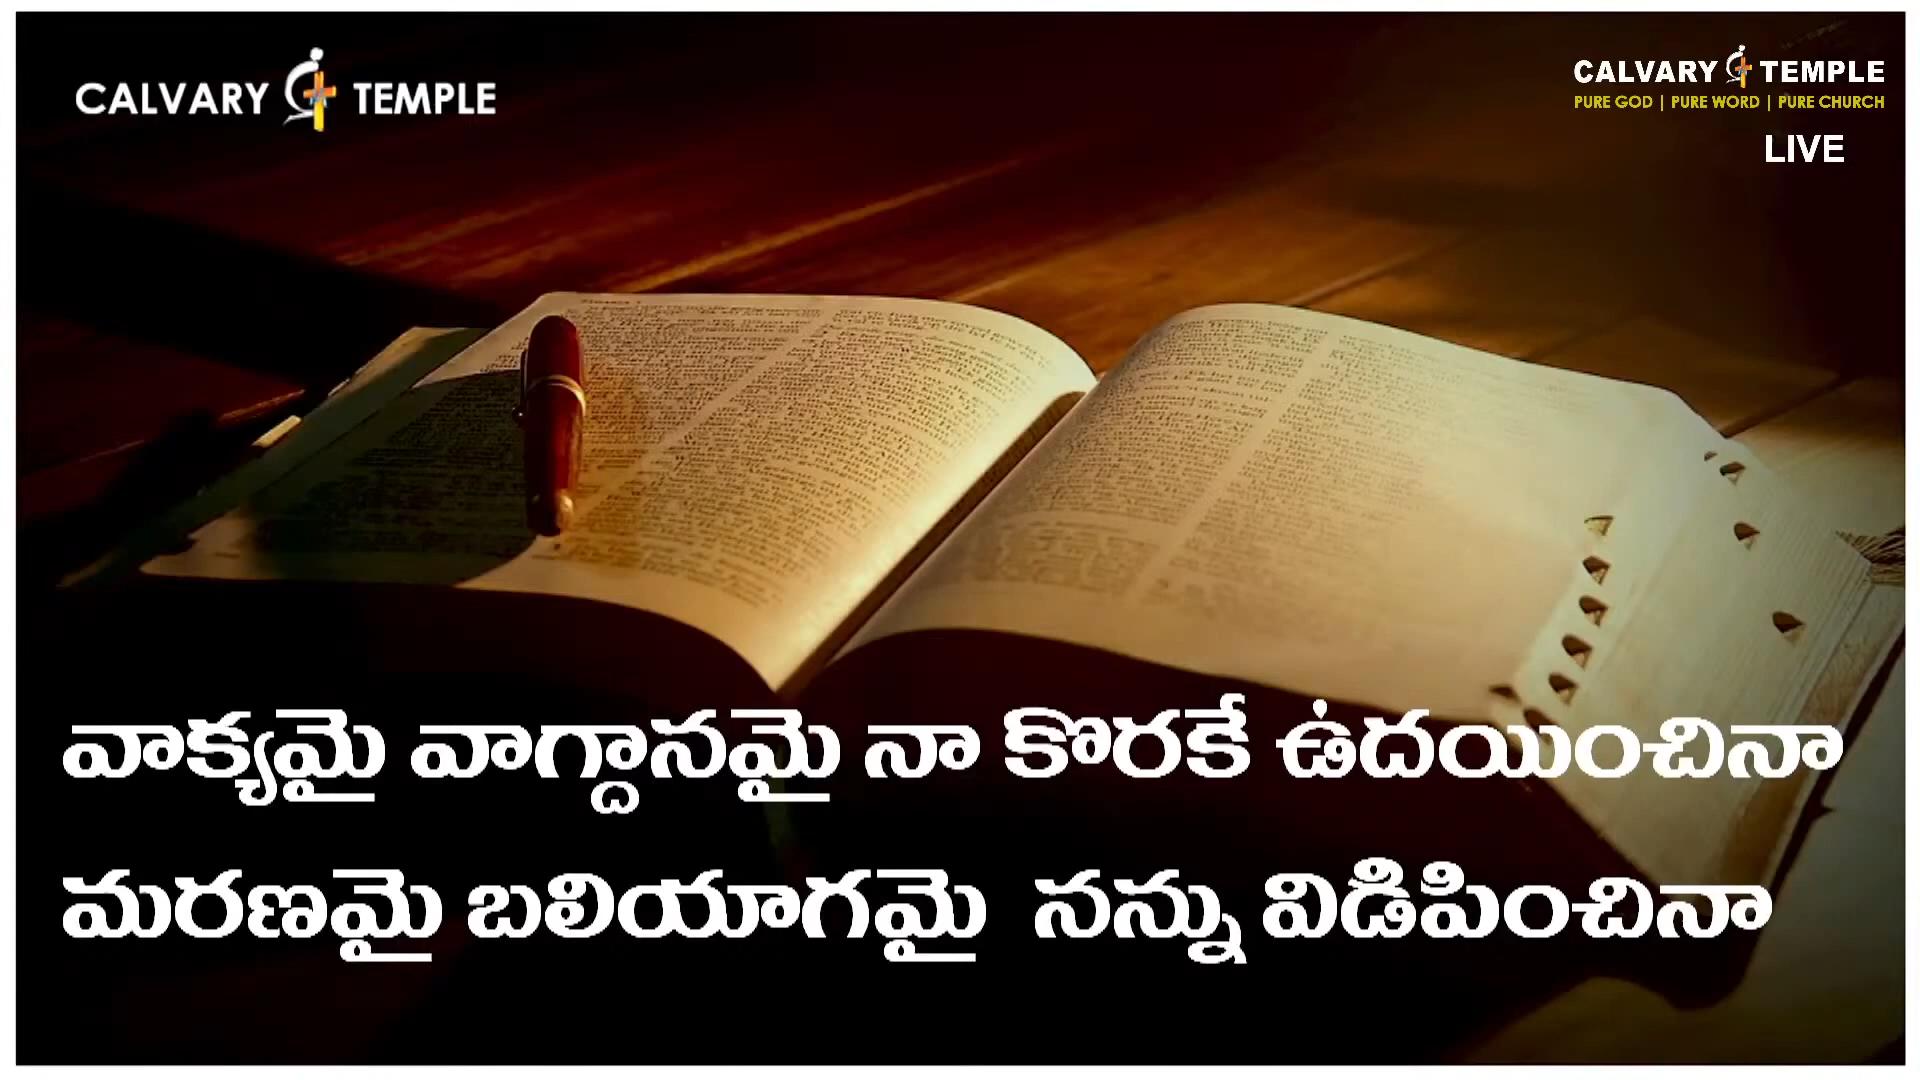 CALVARY TEMPLE
CALVARY TEMPLE
PURE GOD | PURE WORD | PURE CHURCH
LIVE
వాక్యమై వాగ్దానమై నా కొరకే ఉదయించినా
మరణమై బలియాగమై నన్ను విడిపించినా